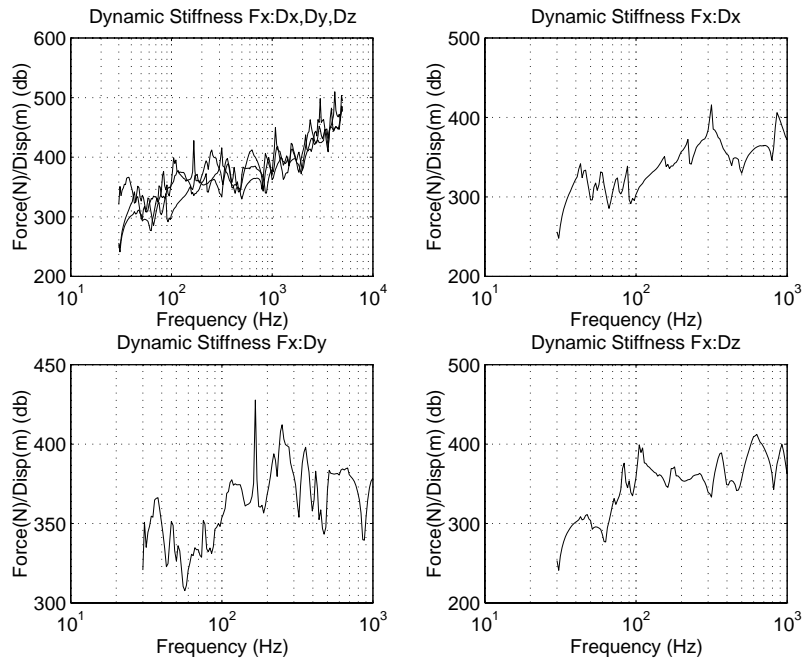 Dynamic Stiffness Fx:Dx,Dy,Dz
600
500
400
300
200
Force(N)/Disp(m) (db)
10^1 10^2 10^3 10^4
Frequency (Hz)
Dynamic Stiffness Fx:Dx
500
400
300
200
Force(N)/Disp(m) (db)
10^1 10^2 10^3
Frequency (Hz)
Dynamic Stiffness Fx:Dy
450
400
350
300
Force(N)/Disp(m) (db)
10^1 10^2 10^3
Frequency (Hz)
Dynamic Stiffness Fx:Dz
500
400
300
200
Force(N)/Disp(m) (db)
10^1 10^2 10^3
Frequency (Hz)